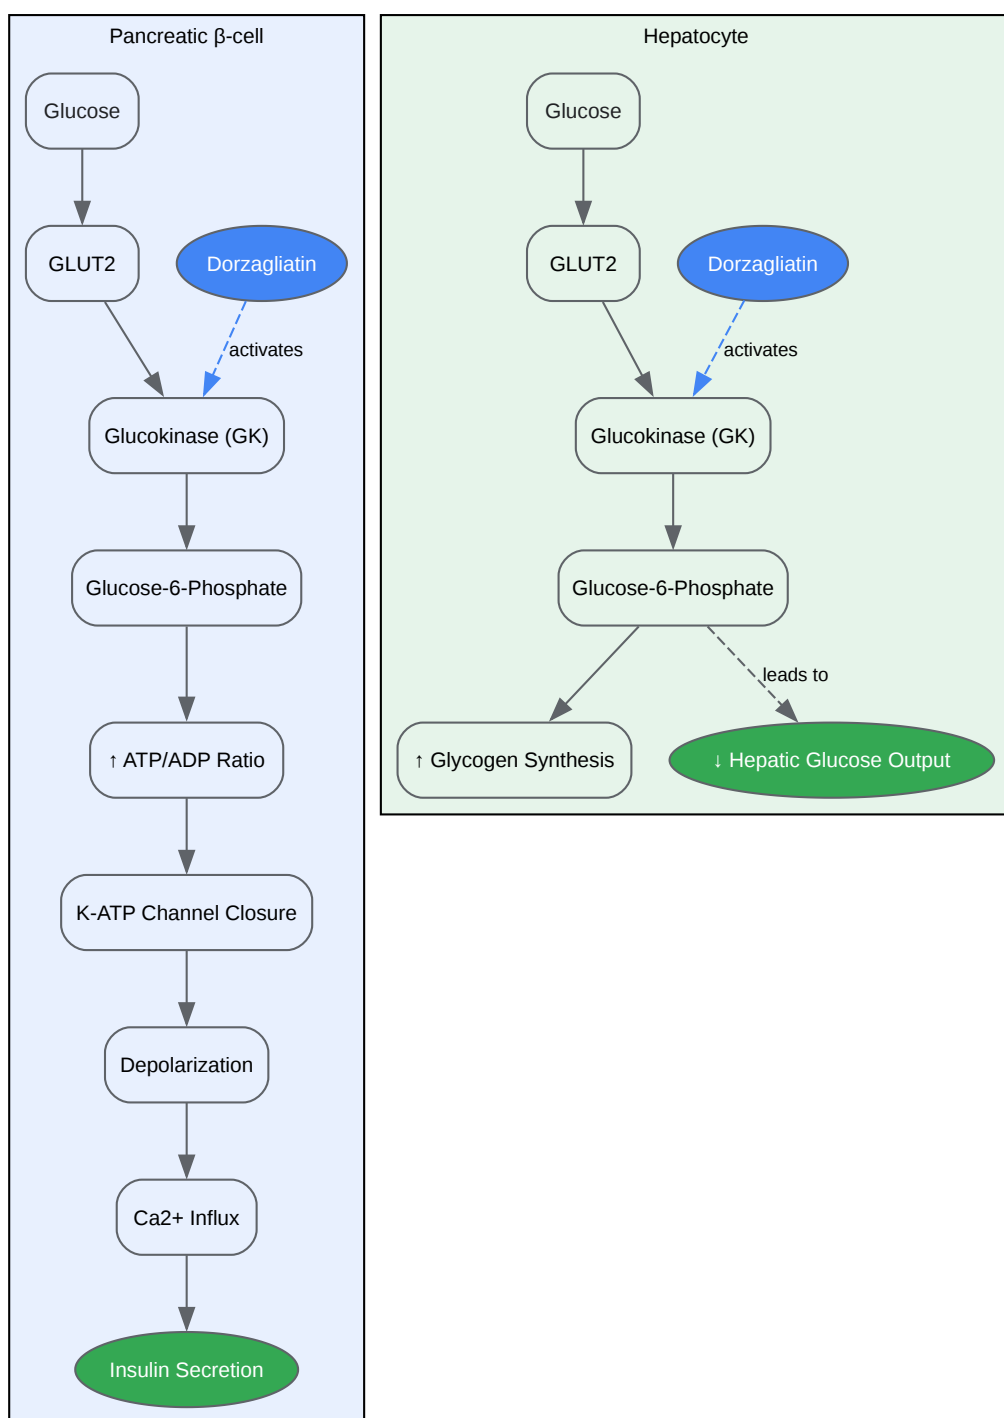 Pancreatic β-cell
Glucose
GLUT2
Dorzagliatin
activates
Glucokinase (GK)
Glucose-6-Phosphate
↑ ATP/ADP Ratio
K-ATP Channel Closure
Depolarization
Ca2+ Influx
Insulin Secretion
Hepatocyte
Glucose
GLUT2
Dorzagliatin
activates
Glucokinase (GK)
Glucose-6-Phosphate
leads to
↑ Glycogen Synthesis
↓ Hepatic Glucose Output